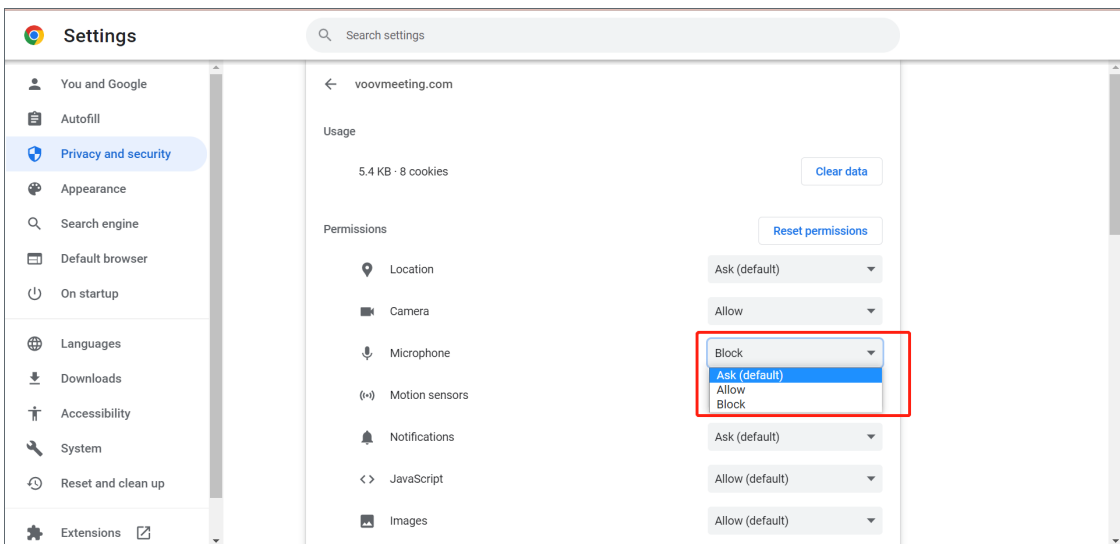 Settings
Search settings
You and Google
Autofill
Privacy and security
Appearance
Search engine
Default browser
On startup
Languages
Downloads
Accessibility
System
Reset and clean up
Extensions
voovmeeting.com
Usage
5.4 KB · 8 cookies
Clear data
Permissions
Reset permissions
Location
Ask (default)
Camera
Allow
Microphone
Block
Ask (default)
Allow
Block
Motion sensors
Notifications
Ask (default)
JavaScript
Allow (default)
Images
Allow (default)